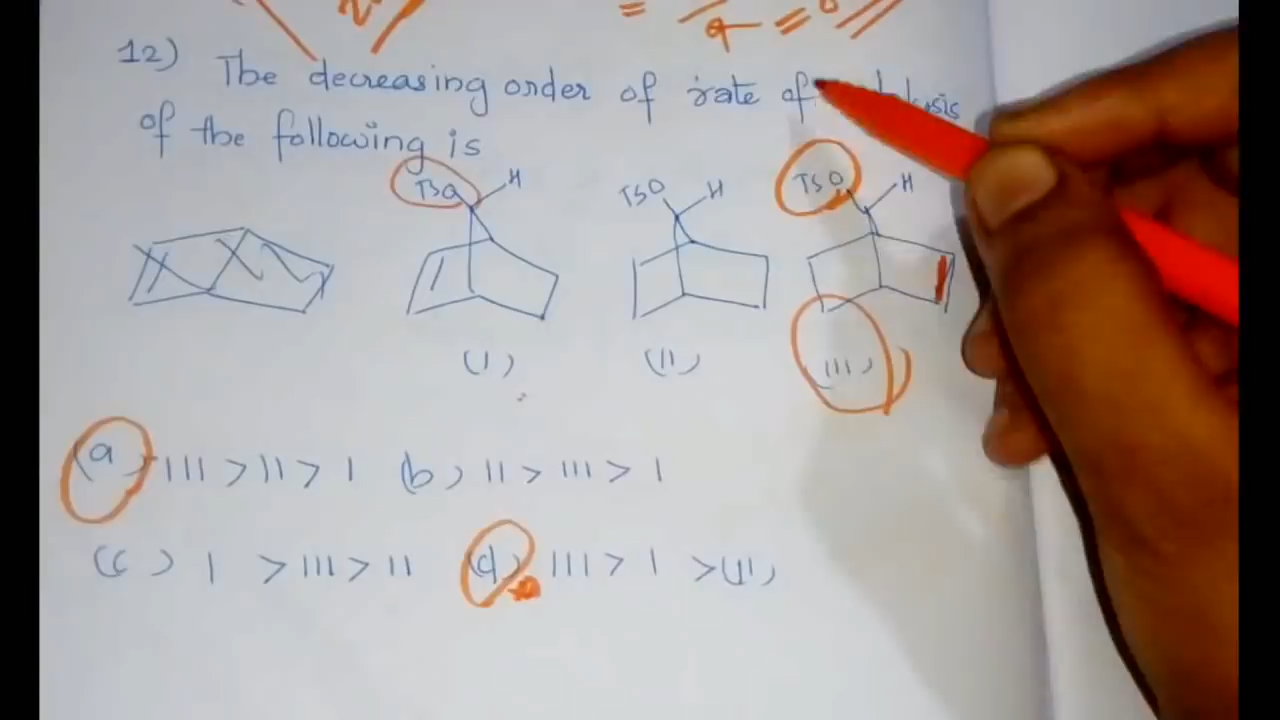 12) The decreasing order of rate of
of the following is
TSO H TSO H TSO H
(I) (II) (III)
(a) III > II > I (b) II > III > I
(c) I > III > II (d) III > I > (II)